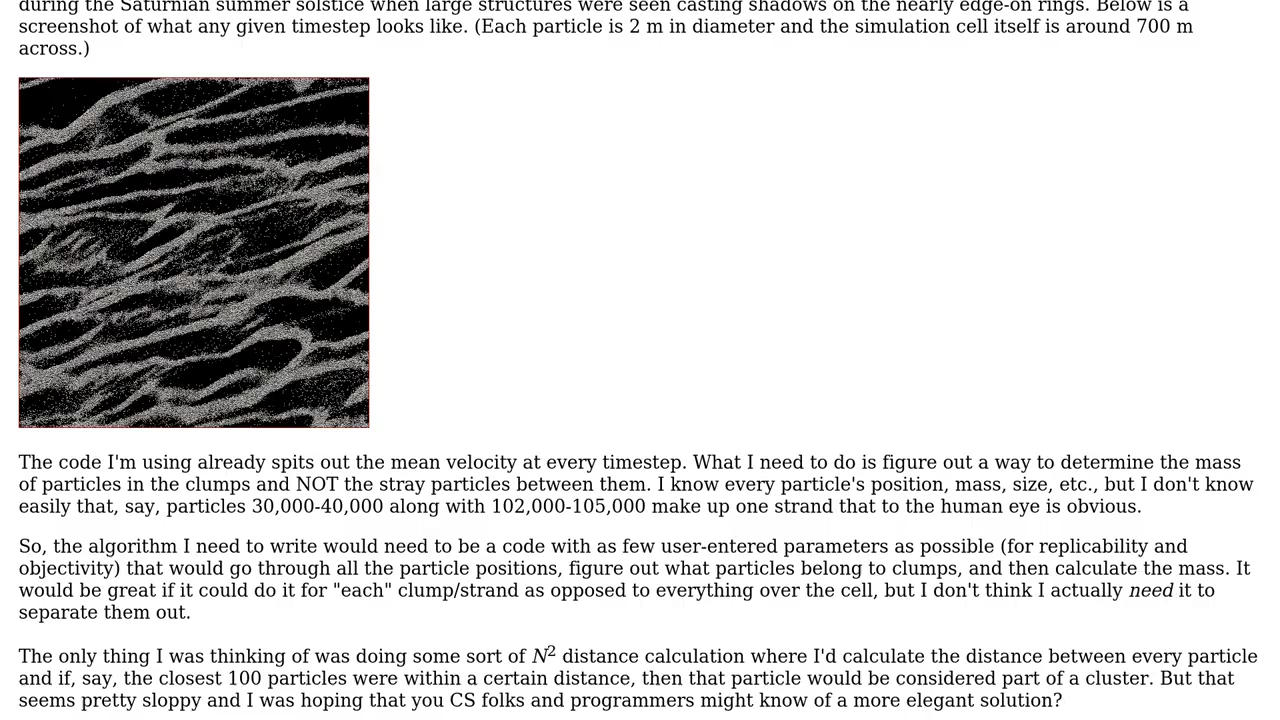 during the Saturnian summer solstice when large structures were seen casting shadows on the nearly edge-on rings. Below is a
screenshot of what any given timestep looks like. (Each particle is 2 m in diameter and the simulation cell itself is around 700 m
across.)
The code I'm using already spits out the mean velocity at every timestep. What I need to do is figure out a way to determine the mass
of particles in the clumps and NOT the stray particles between them. I know every particle's position, mass, size, etc., but I don't know
easily that, say, particles 30,000-40,000 along with 102,000-105,000 make up one strand that to the human eye is obvious.
So, the algorithm I need to write would need to be a code with as few user-entered parameters as possible (for replicability and
objectivity) that would go through all the particle positions, figure out what particles belong to clumps, and then calculate the mass. It
would be great if it could do it for "each" clump/strand as opposed to everything over the cell, but I don't think I actually need it to
separate them out.
The only thing I was thinking of was doing some sort of N² distance calculation where I'd calculate the distance between every particle
and if, say, the closest 100 particles were within a certain distance, then that particle would be considered part of a cluster. But that
seems pretty sloppy and I was hoping that you CS folks and programmers might know of a more elegant solution?